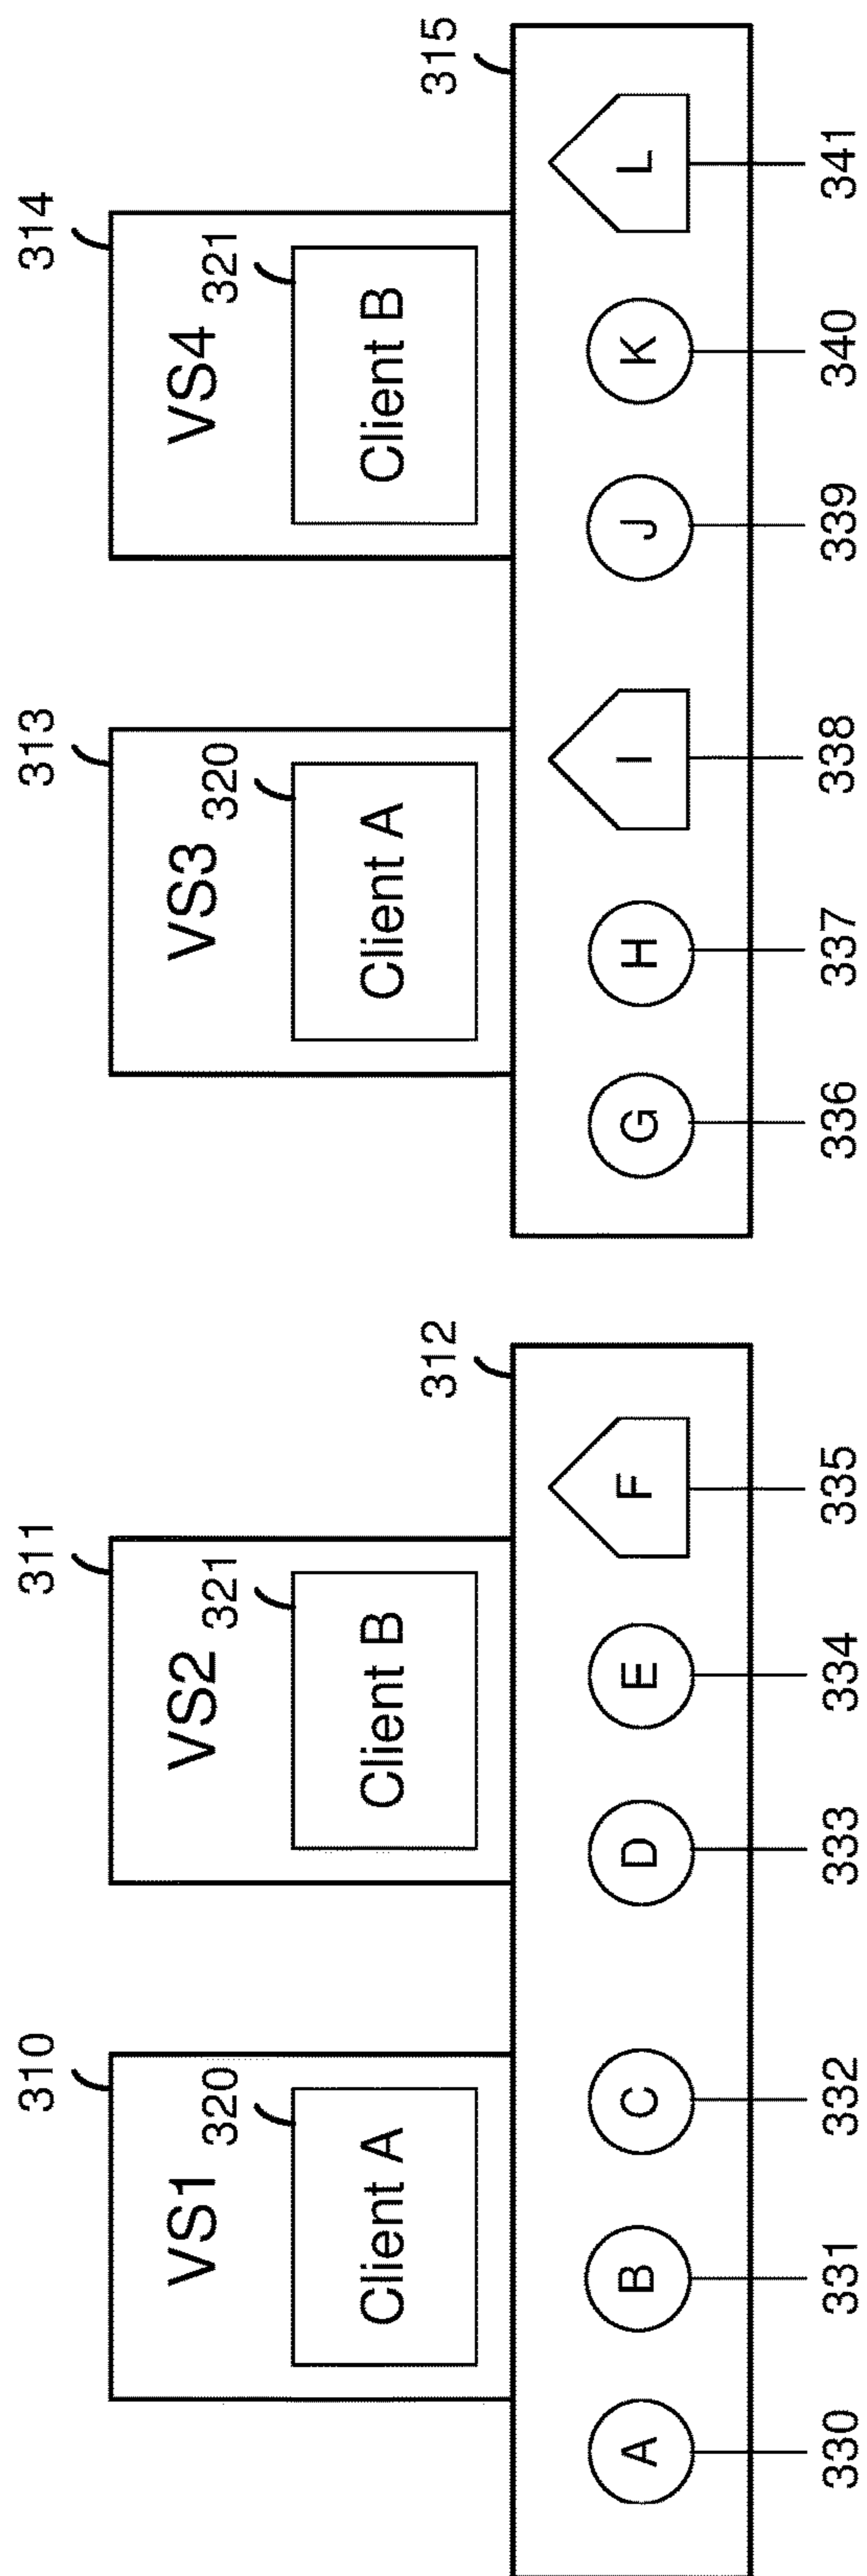 310
311
313
314
VS1
VS2
VS3
VS4
320
321
320
321
Client A
Client B
Client A
Client B
312
315
A
B
C
D
E
F
G
H
I
J
K
L
330
331
332
333
334
335
336
337
338
339
340
341